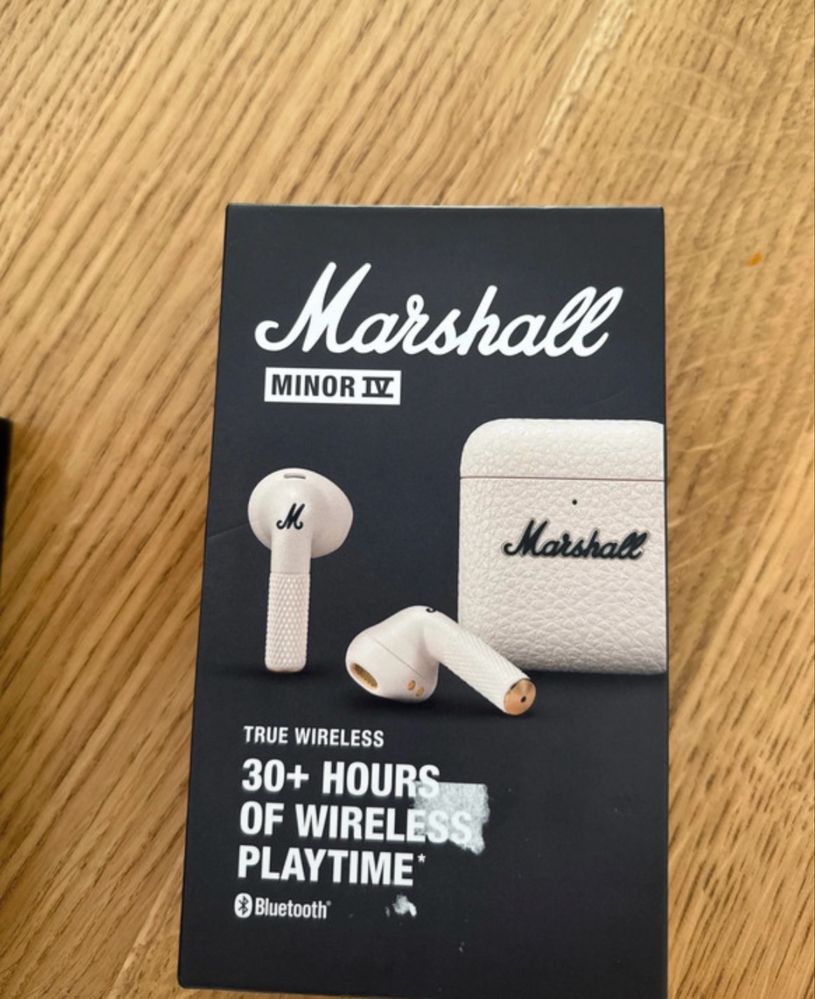 Marshall
MINOR IV
M
Marshall
TRUE WIRELESS
30+ HOURS
OF WIRELESS
PLAYTIME*
Bluetooth®